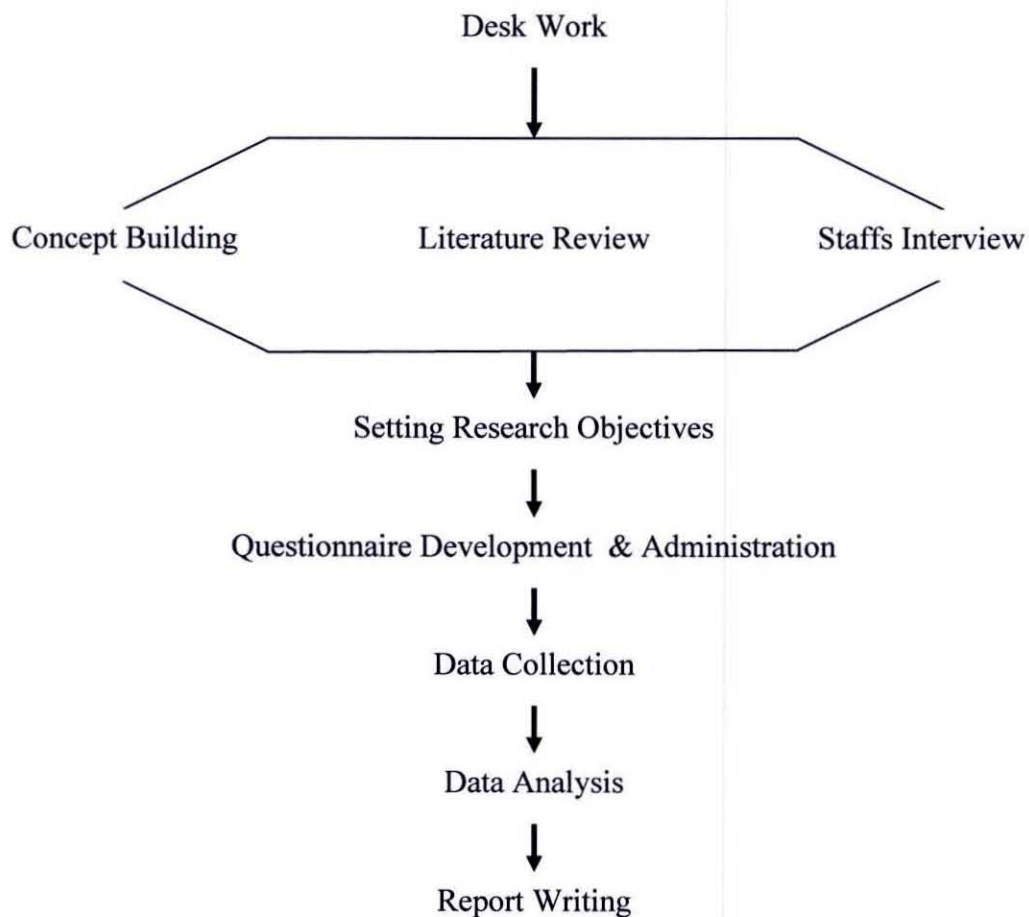 Desk Work
Concept Building
Literature Review
Staffs Interview
Setting Research Objectives
Questionnaire Development & Administration
Data Collection
Data Analysis
Report Writing